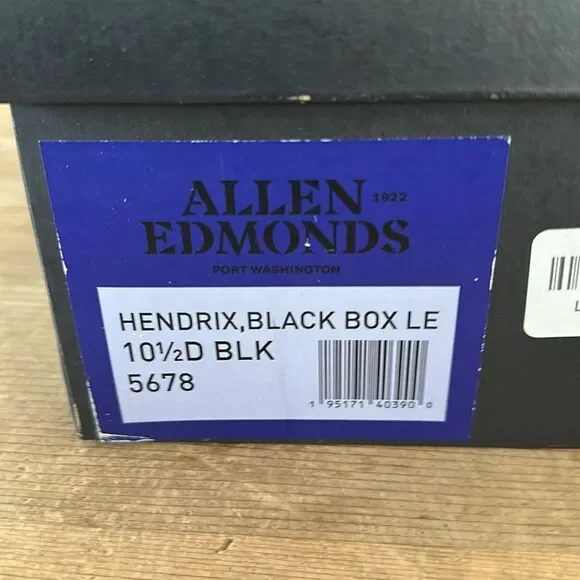 ALLEN 1922
EDMONDS
PORT WASHINGTON
HENDRIX,BLACK BOX LE
10½D BLK
5678
1 95171 40390 0
L